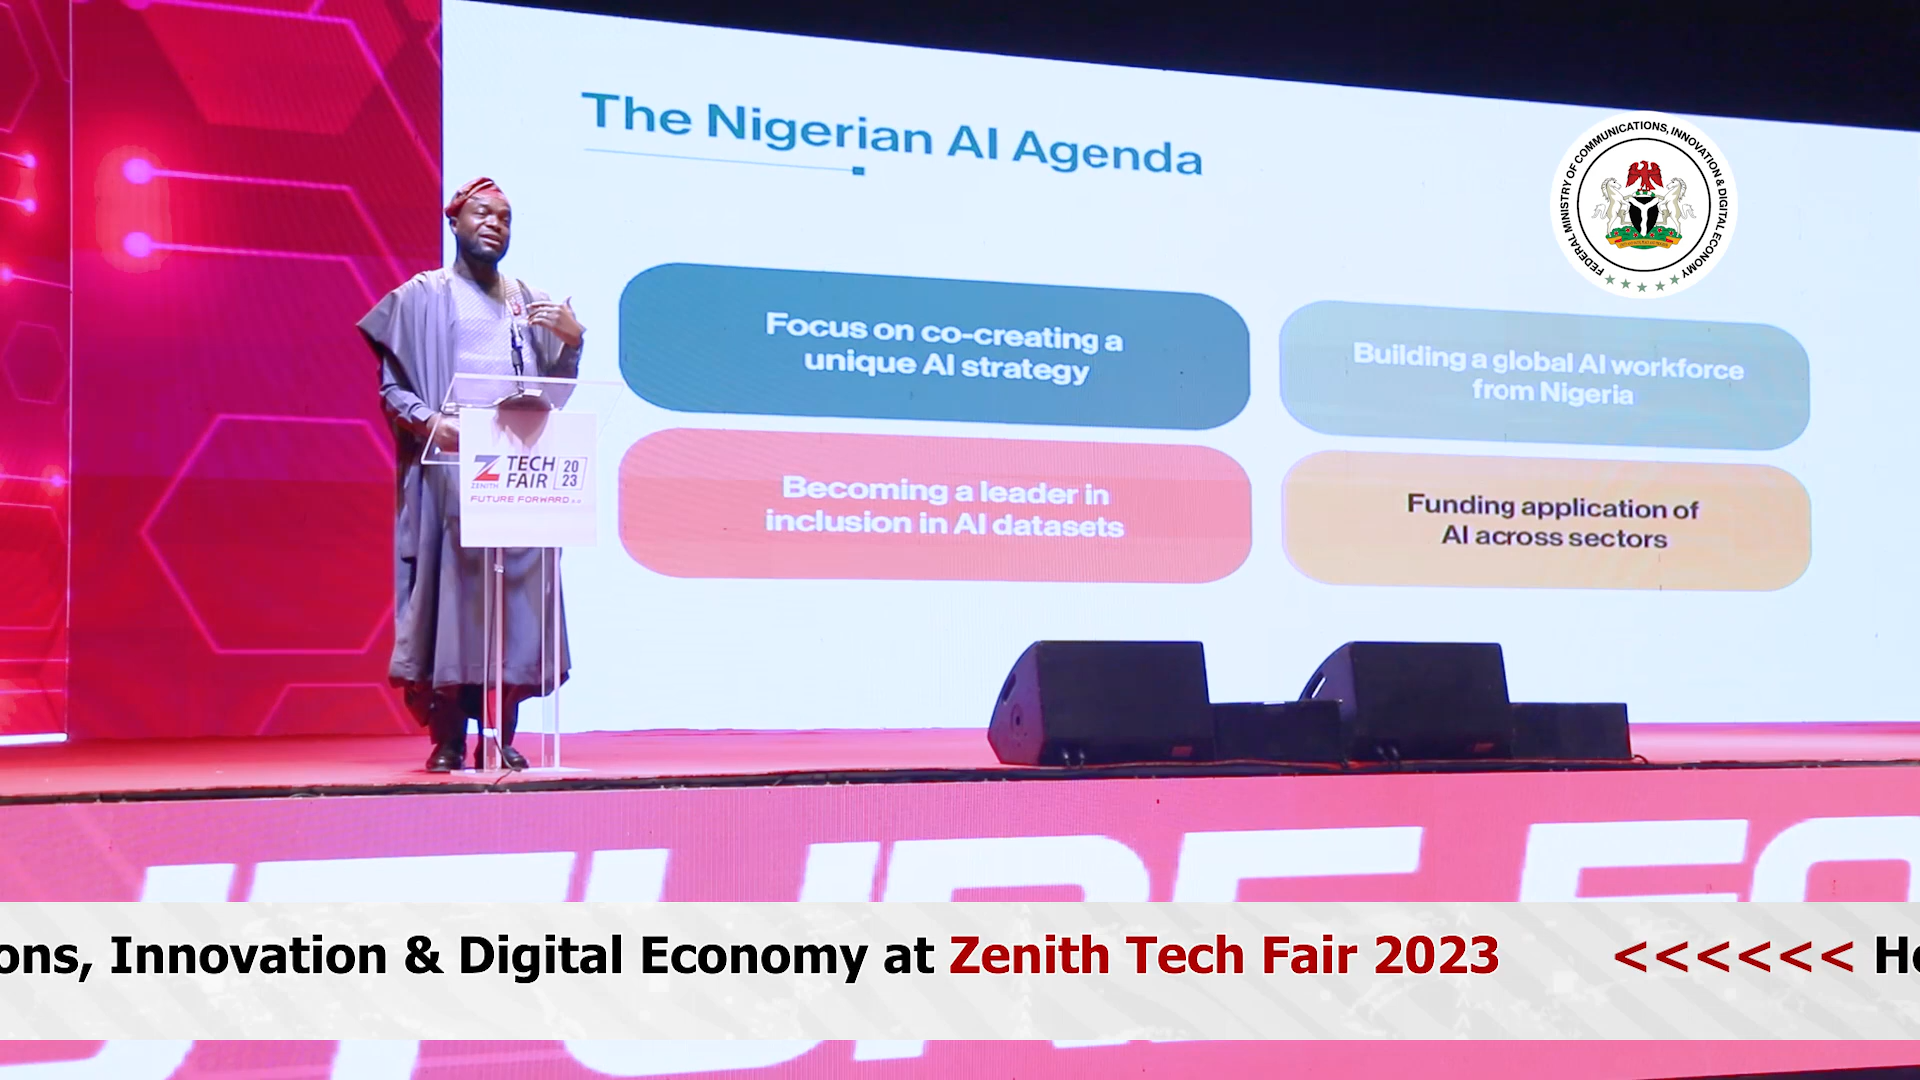 The Nigerian AI Agenda
FEDERAL MINISTRY OF COMMUNICATIONS, INNOVATION & DIGITAL ECONOMY
Focus on co-creating a
unique AI strategy
Building a global AI workforce
from Nigeria
Becoming a leader in
inclusion in AI datasets
Funding application of
AI across sectors
ZENITH
TECH
FAIR
20
23
FUTURE FORWARD
ons, Innovation & Digital Economy at Zenith Tech Fair 2023 <<<<<< He